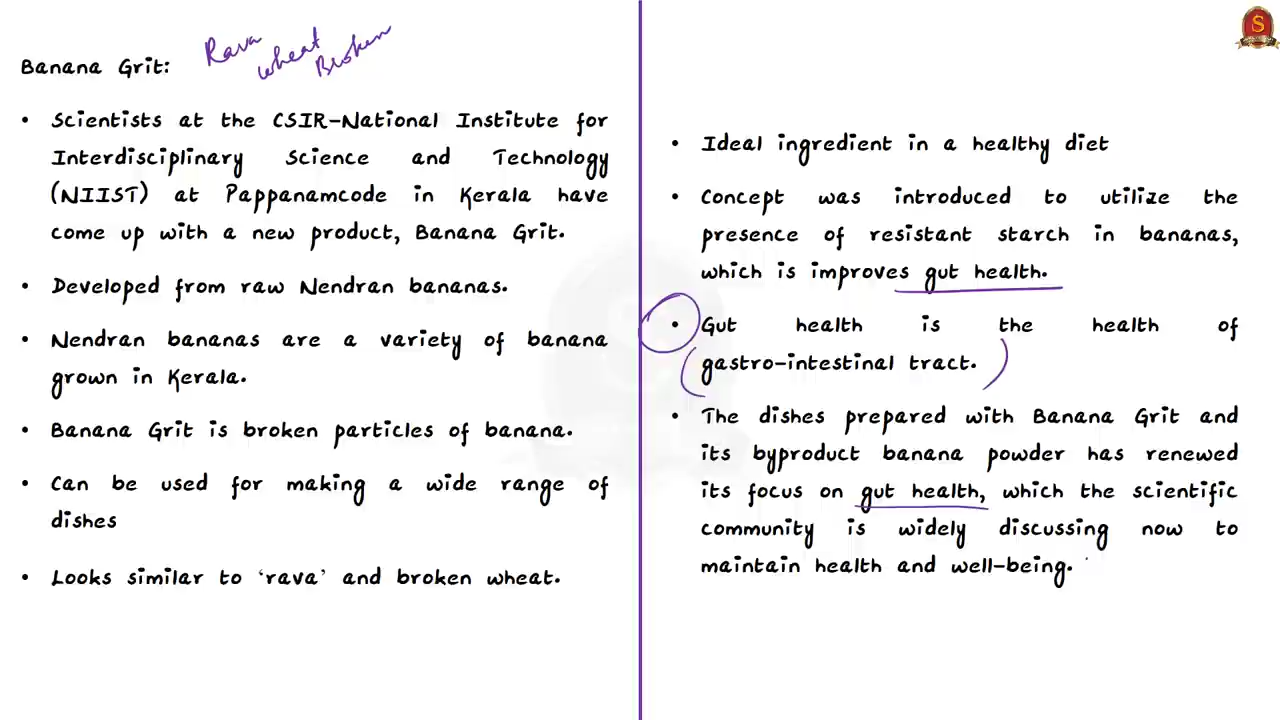 Banana Grit:
Rava
wheat
Broken
• Scientists at the CSIR-National Institute for
Interdisciplinary Science and Technology
(NIIST) at Pappanamcode in Kerala have
come up with a new product, Banana Grit.
• Developed from raw Nendran bananas.
• Nendran bananas are a variety of banana
grown in Kerala.
• Banana Grit is broken particles of banana.
• Can be used for making a wide range of
dishes
• Looks similar to 'rava' and broken wheat.
• Ideal ingredient in a healthy diet
• Concept was introduced to utilize the
presence of resistant starch in bananas,
which is improves gut health.
• Gut health is the health of
gastro-intestinal tract.
• The dishes prepared with Banana Grit and
its byproduct banana powder has renewed
its focus on gut health, which the scientific
community is widely discussing now to
maintain health and well-being.
S